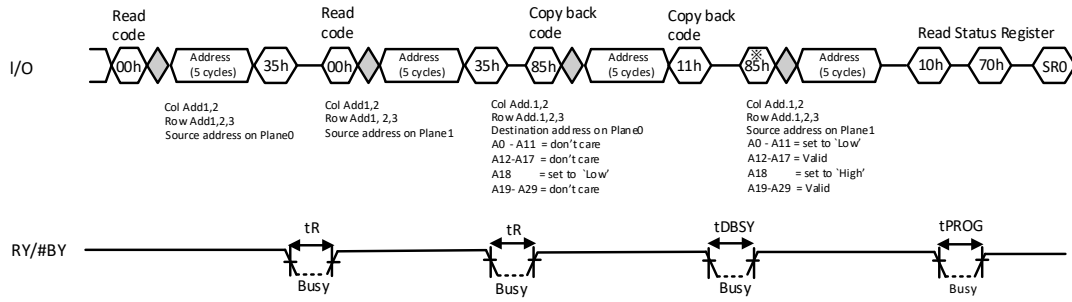 Read
code
Read
code
Copy back
code
Copy back
code
Read Status Register
I/O
00h
Address
(5 cycles)
35h
00h
Address
(5 cycles)
35h
85h
Address
(5 cycles)
11h
※
85h
Address
(5 cycles)
10h
70h
SR0
Col Add1,2
Row Add1,2,3
Source address on Plane0
Col Add1,2
Row Add1, 2,3
Source address on Plane1
Col Add.1,2
Row Add.1,2,3
Destination address on Plane0
A0 - A11 = don't care
A12-A17 = don't care
A18 = set to `Low'
A19- A29 = don't care
Col Add.1,2
Row Add.1,2,3
Source address on Plane1
A0 - A11 = set to `Low'
A12-A17 = Valid
A18 = set to `High'
A19-A29 = Valid
RY/#BY
tR
Busy
tR
Busy
tDBSY
Busy
tPROG
Busy